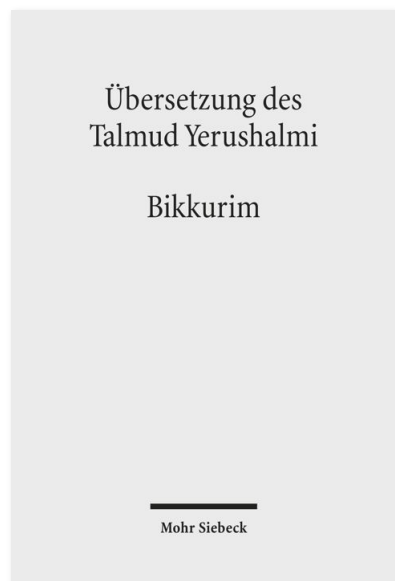 Übersetzung des
Talmud Yerushalmi
Bikkurim
Mohr Siebeck